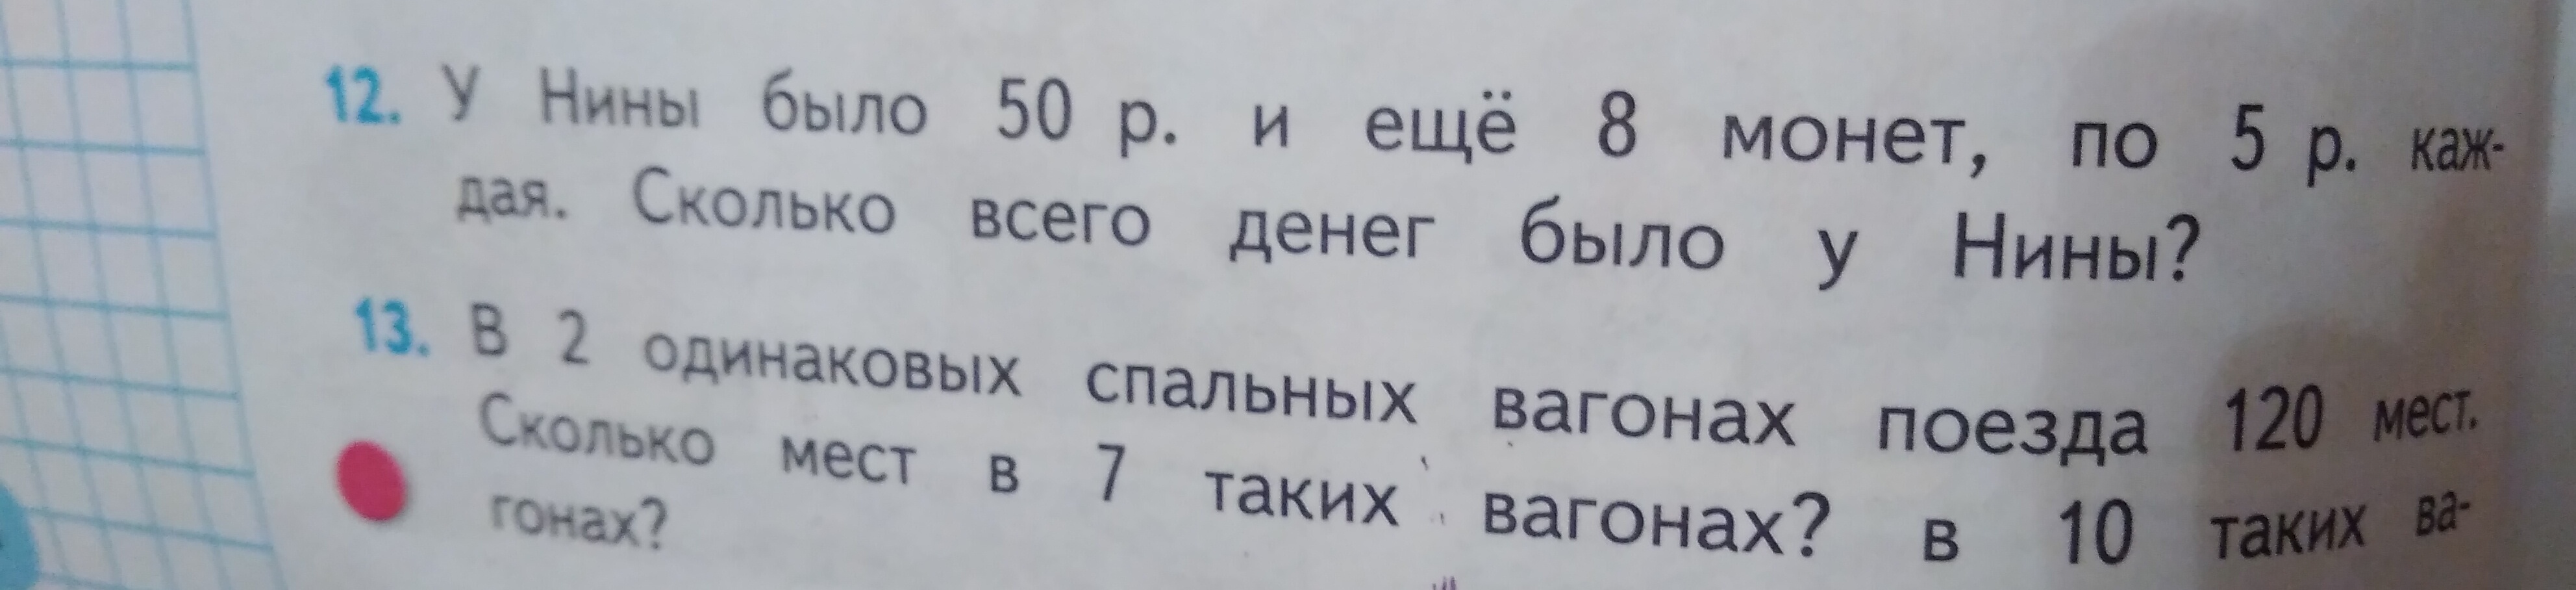 12. У Нины было 50 р. и ещё 8 монет, по 5 р. каж-
дая. Сколько всего денег было у Нины?
13. В 2 одинаковых спальных вагонах поезда 120 мест.
Сколько мест в 7 таких вагонах? в 10 таких ва-
гонах?